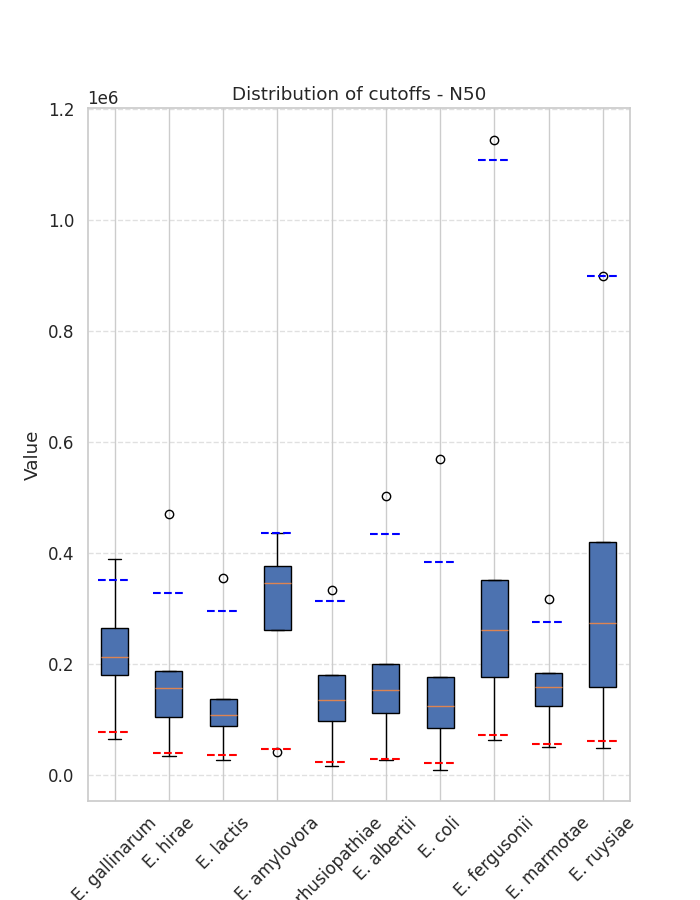 Distribution of cutoffs - N50
1e6
1.2
1.0
0.8
0.6
0.4
0.2
0.0
Value
E. gallinarum
E. hirae
E. lactis
E. amylovora
rhusiopathiae
E. albertii
E. coli
E. fergusonii
E. marmotae
E. ruysiae